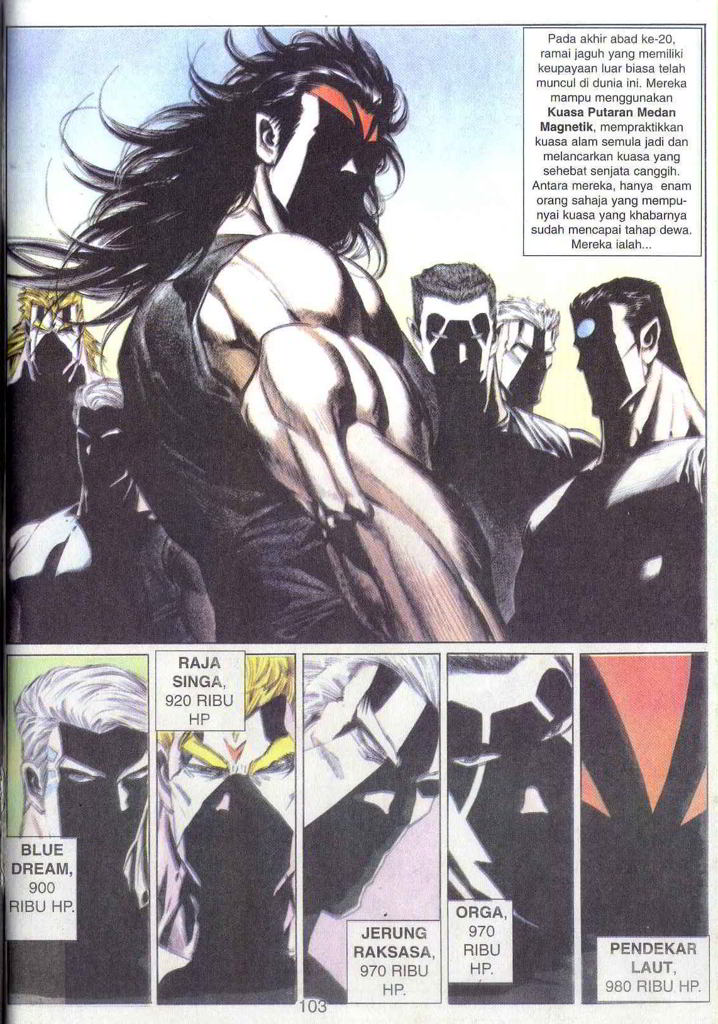 Pada akhir abad ke-20,
ramai jaguh yang memiliki
keupayaan luar biasa telah
muncul di dunia ini. Mereka
mampu menggunakan
Kuasa Putaran Medan
Magnetik, mempraktikkan
kuasa alam semula jadi dan
melancarkan kuasa yang
sehebat senjata canggih.
Antara mereka, hanya enam
orang sahaja yang mempu-
nyai kuasa yang khabarnya
sudah mencapai tahap dewa.
Mereka ialah...
BLUE
DREAM,
900
RIBU HP.
RAJA
SINGA,
920 RIBU
HP
JERUNG
RAKSASA,
970 RIBU
HP.
ORGA,
970
RIBU
HP.
PENDEKAR
LAUT,
980 RIBU HP.
103